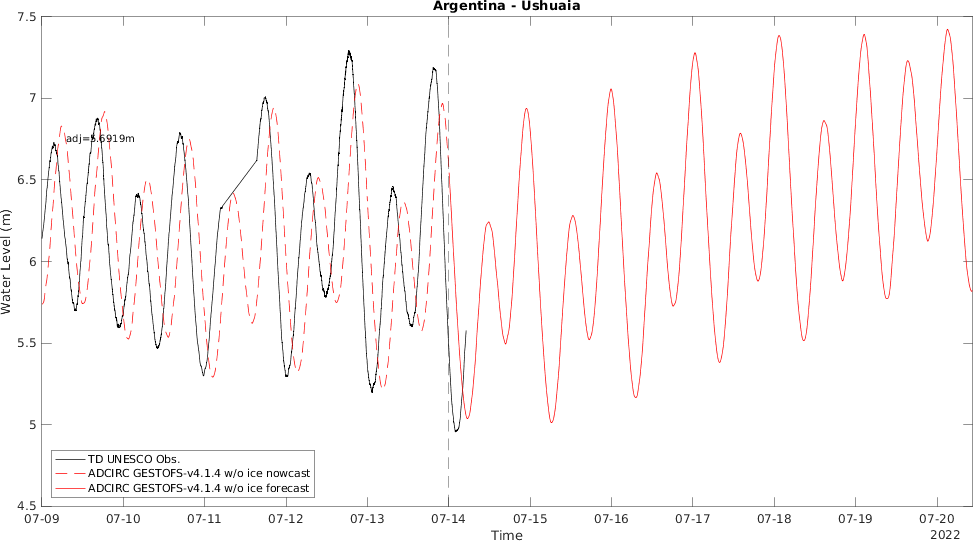 Argentina - Ushuaia
7.5
7
6.5
6
5.5
5
4.5
Water Level (m)
adj=5.6919m
TD UNESCO Obs.
ADCIRC GESTOFS-v4.1.4 w/o ice nowcast
ADCIRC GESTOFS-v4.1.4 w/o ice forecast
07-09 07-10 07-11 07-12 07-13 07-14 07-15 07-16 07-17 07-18 07-19 07-20
Time
2022